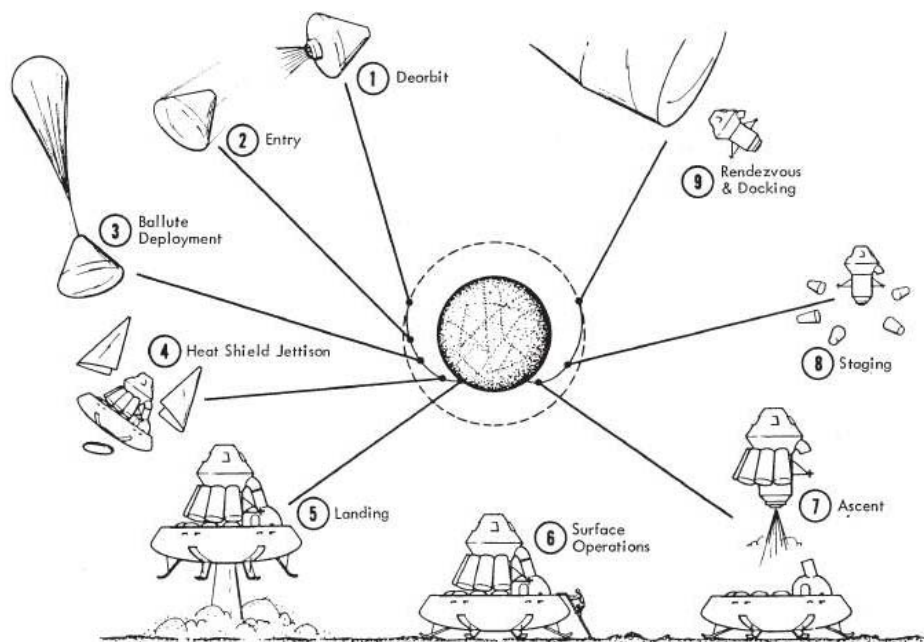 1 Deorbit
2 Entry
3 Ballute
Deployment
4 Heat Shield Jettison
5 Landing
6 Surface
Operations
7 Ascent
8 Staging
9 Rendezvous
& Docking